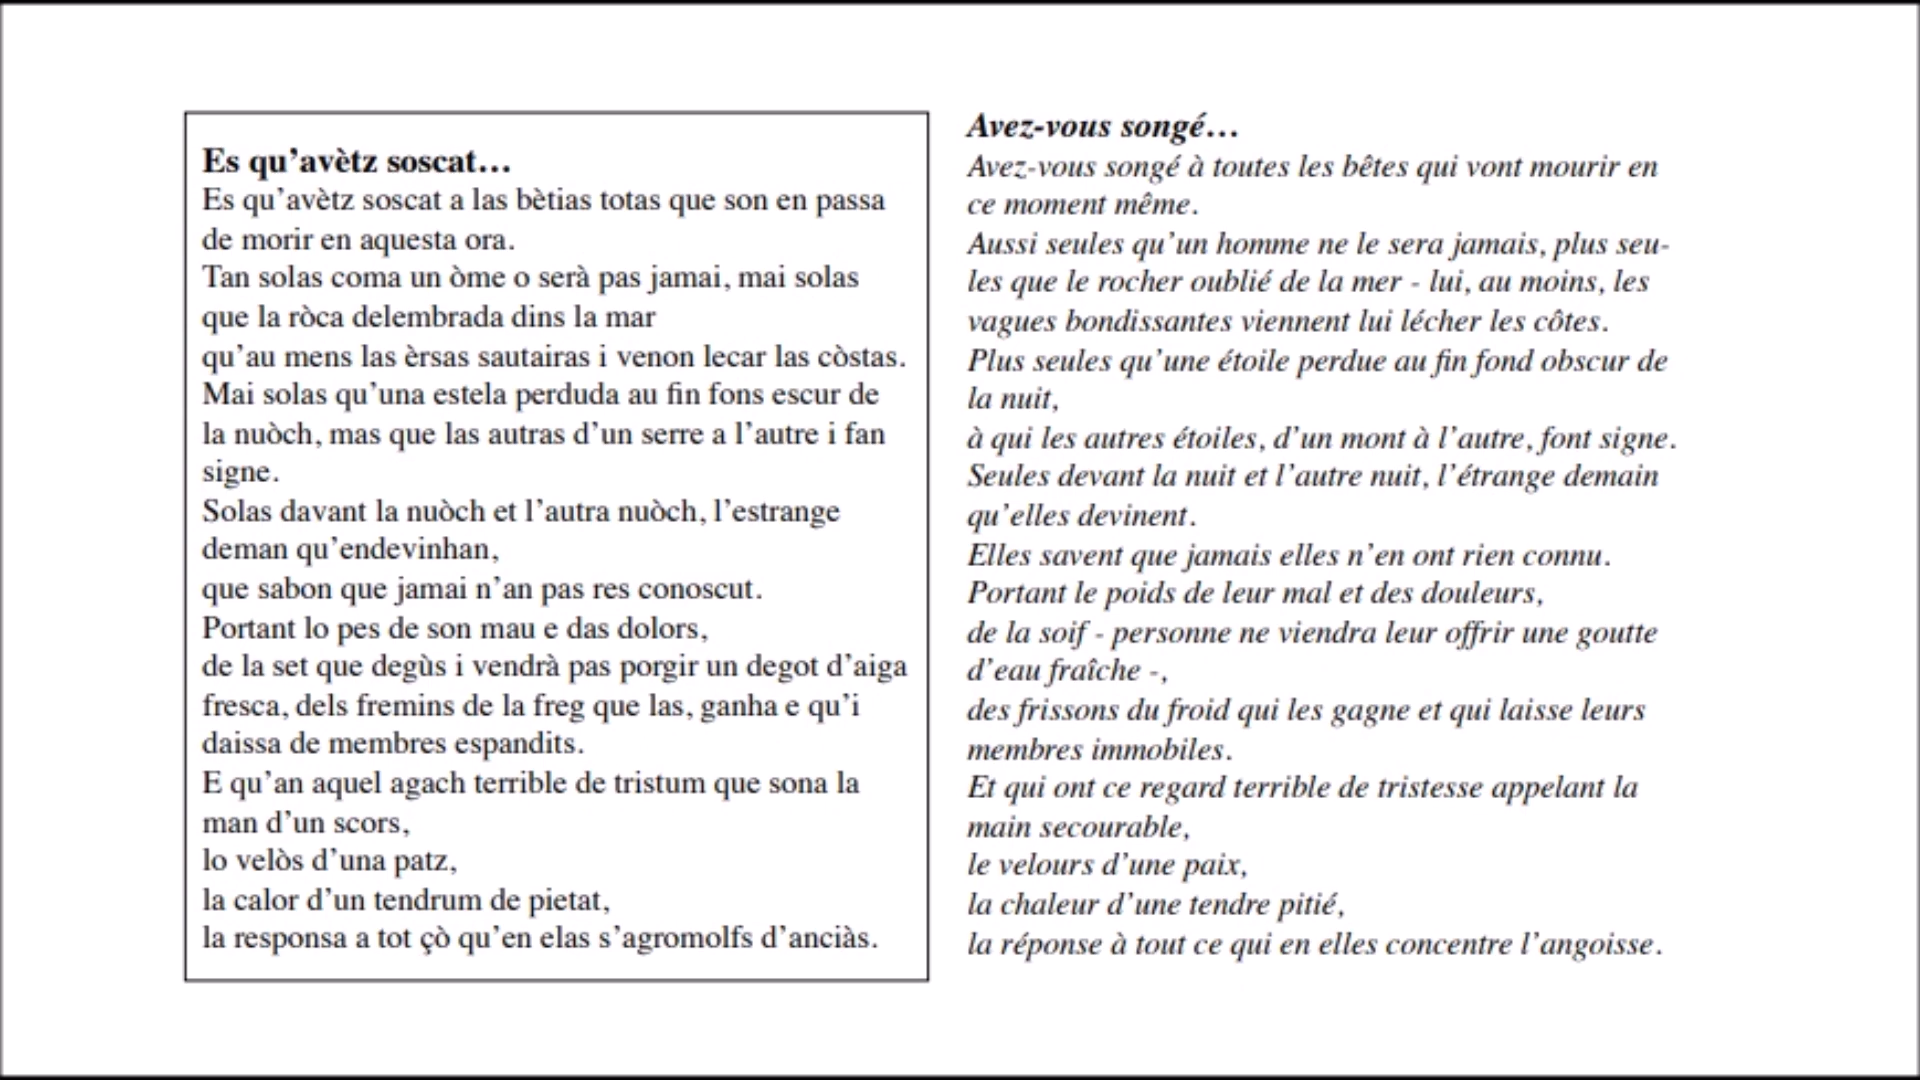 Es qu’avètz soscat…
Es qu’avètz soscat a las bètias totas que son en passa
de morir en aquesta ora.
Tan solas coma un òme o serà pas jamai, mai solas
que la ròca delembrada dins la mar
qu’au mens las èrsas sautairas i venon lecar las còstas.
Mai solas qu’una estela perduda au fin fons escur de
la nuòch, mas que las autras d’un serre a l’autre i fan
signe.
Solas davant la nuòch et l’autra nuòch, l’estrange
deman qu’endevinhan,
que sabon que jamai n’an pas res conoscut.
Portant lo pes de son mau e das dolors,
de la set que degùs i vendrà pas porgir un degot d’aiga
fresca, dels fremins de la freg que las, ganha e qu’i
daissa de membres espandits.
E qu’an aquel agach terrible de tristum que sona la
man d’un scors,
lo velòs d’una patz,
la calor d’un tendrum de pietat,
la responsa a tot çò qu’en elas s’agromolfs d’anciàs.
Avez-vous songé…
Avez-vous songé à toutes les bêtes qui vont mourir en
ce moment même.
Aussi seules qu’un homme ne le sera jamais, plus seu-
les que le rocher oublié de la mer - lui, au moins, les
vagues bondissantes viennent lui lécher les côtes.
Plus seules qu’une étoile perdue au fin fond obscur de
la nuit,
à qui les autres étoiles, d’un mont à l’autre, font signe.
Seules devant la nuit et l’autre nuit, l’étrange demain
qu’elles devinent.
Elles savent que jamais elles n’en ont rien connu.
Portant le poids de leur mal et des douleurs,
de la soif - personne ne viendra leur offrir une goutte
d’eau fraîche -,
des frissons du froid qui les gagne et qui laisse leurs
membres immobiles.
Et qui ont ce regard terrible de tristesse appelant la
main secourable,
le velours d’une paix,
la chaleur d’une tendre pitié,
la réponse à tout ce qui en elles concentre l’angoisse.